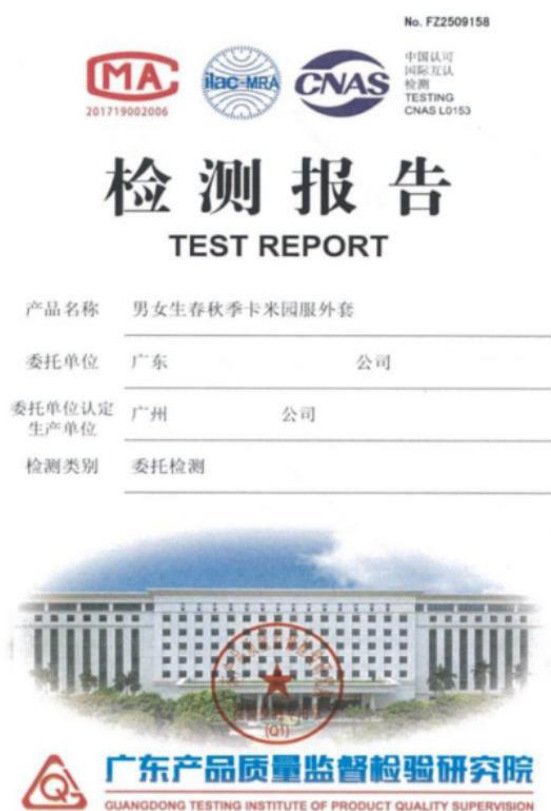 No. FZ2509158
MA
201719002006
ilac-MRA
CNAS
中国认可
国际互认
检测
TESTING
CNAS L0153
检测报告
TEST REPORT
产品名称 男女生春秋季卡米园服外套
委托单位 广东 公司
委托单位认定
生产单位 广州 公司
检测类别 委托检测
(Q1)
广东产品质量监督检验研究院
GUANGDONG TESTING INSTITUTE OF PRODUCT QUALITY SUPERVISION